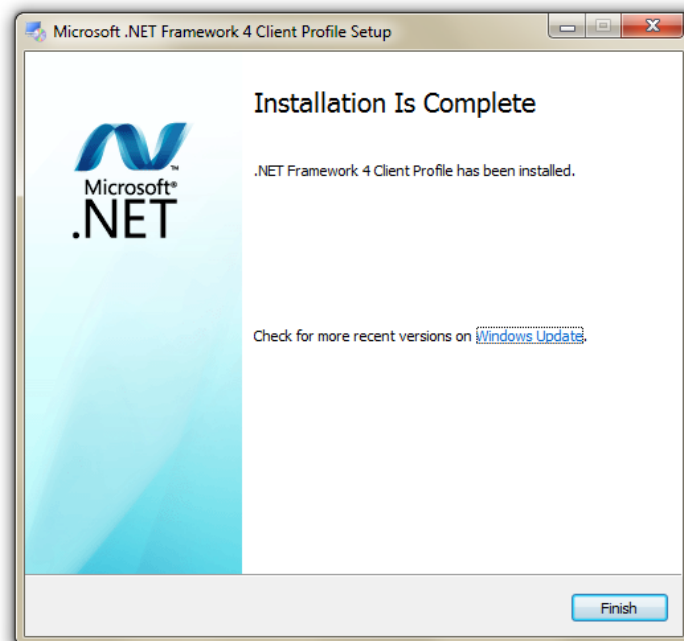 Microsoft .NET Framework 4 Client Profile Setup
Installation Is Complete
.NET Framework 4 Client Profile has been installed.
Microsoft®
.NET
Check for more recent versions on Windows Update.
Finish